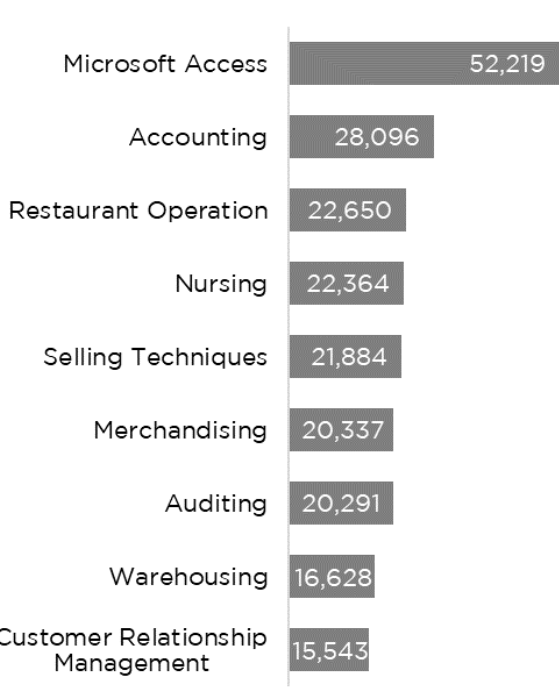 Microsoft Access 52,219
Accounting 28,096
Restaurant Operation 22,650
Nursing 22,364
Selling Techniques 21,884
Merchandising 20,337
Auditing 20,291
Warehousing 16,628
Customer Relationship
Management 15,543